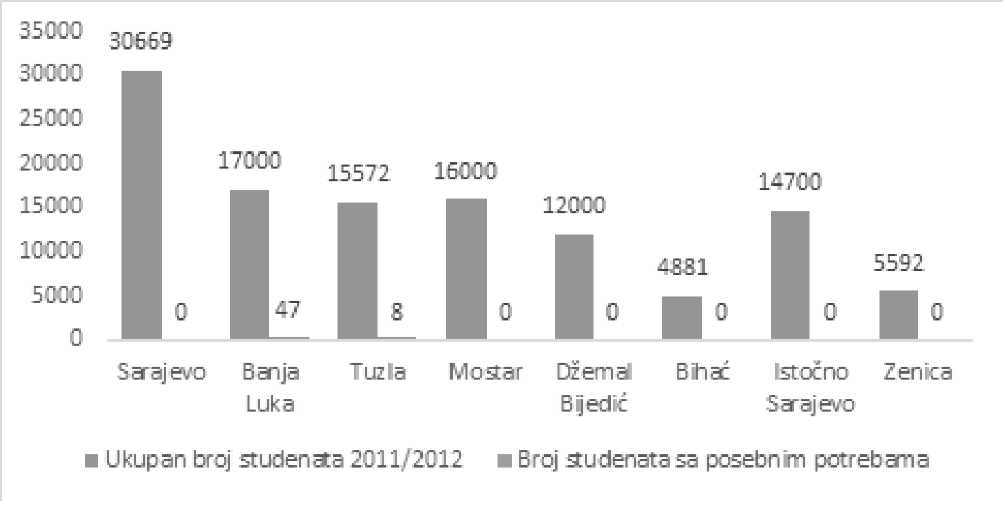 35000
30000
25000
20000
15000
10000
5000
0
30669
0
17000
47
15572
8
16000
0
12000
0
4881
0
14700
0
5592
0
Sarajevo
Banja
Luka
Tuzla
Mostar
Džemal
Bijedić
Bihać
Istočno
Sarajevo
Zenica
Ukupan broj studenata 2011/2012
Broj studenata sa posebnim potrebama